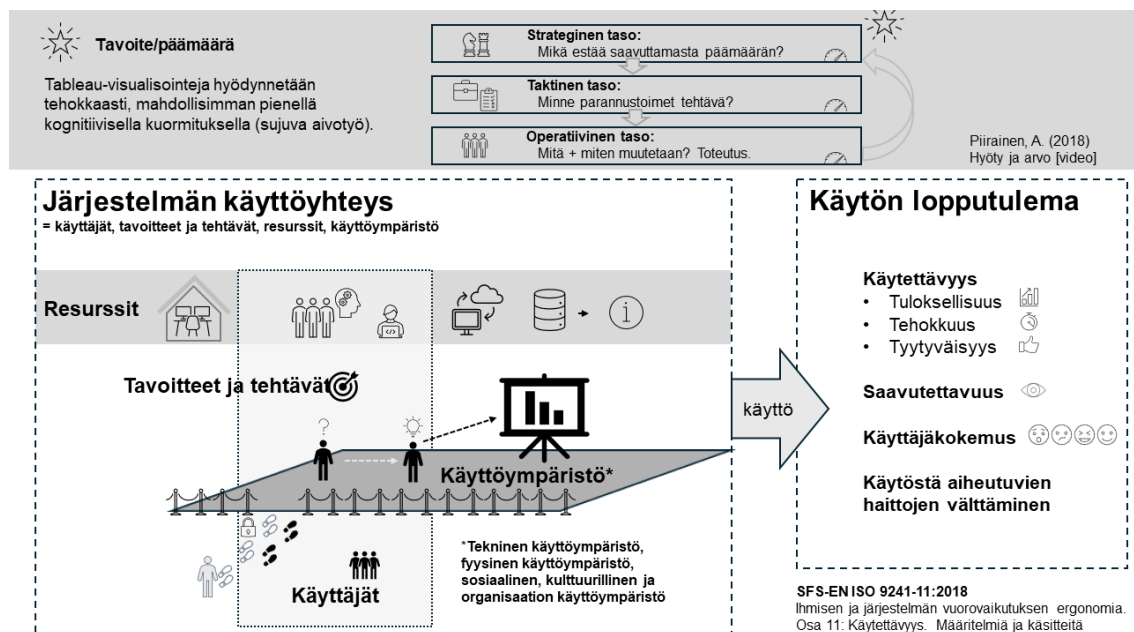 Tavoite/päämäärä
Tableau-visualisointeja hyödynnetään
tehokkaasti, mahdollisimman pienellä
kognitiivisella kuormituksella (sujuva aivotyö).
Strateginen taso:
Mikä estää saavuttamasta päämäärän?
Taktinen taso:
Minne parannustoimet tehtävä?
Operatiivinen taso:
Mitä + miten muutetaan? Toteutus.
Piirainen, A. (2018)
Hyöty ja arvo [video]
Järjestelmän käyttöyhteys
= käyttäjät, tavoitteet ja tehtävät, resurssit, käyttöympäristö
Resurssit
Tavoitteet ja tehtävät
?
Käyttöympäristö*
Käyttäjät
*Tekninen käyttöympäristö,
fyysinen käyttöympäristö,
sosiaalinen, kulttuurillinen ja
organisaation käyttöympäristö
käyttö
Käytön lopputulema
Käytettävyys
• Tuloksellisuus
• Tehokkuus
• Tyytyväisyys
Saavutettavuus
Käyttäjäkokemus
Käytöstä aiheutuvien
haittojen välttäminen
SFS-EN ISO 9241-11:2018
Ihmisen ja järjestelmän vuorovaikutuksen ergonomia.
Osa 11: Käytettävyys. Määritelmiä ja käsitteitä